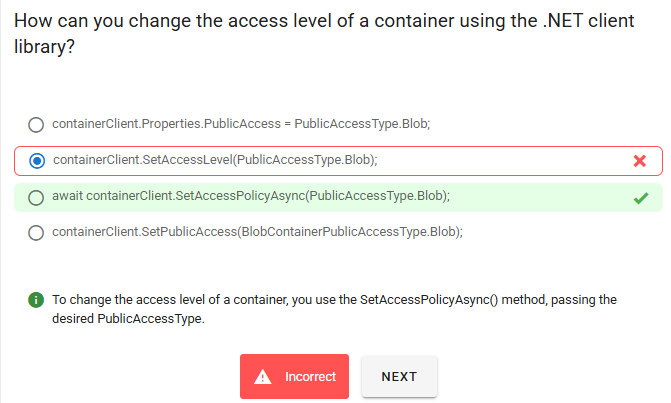 How can you change the access level of a container using the .NET client
library?
containerClient.Properties.PublicAccess = PublicAccessType.Blob;
containerClient.SetAccessLevel(PublicAccessType.Blob);
await containerClient.SetAccessPolicyAsync(PublicAccessType.Blob);
containerClient.SetPublicAccess(BlobContainerPublicAccessType.Blob);
To change the access level of a container, you use the SetAccessPolicyAsync() method, passing the
desired PublicAccessType.
Incorrect
NEXT